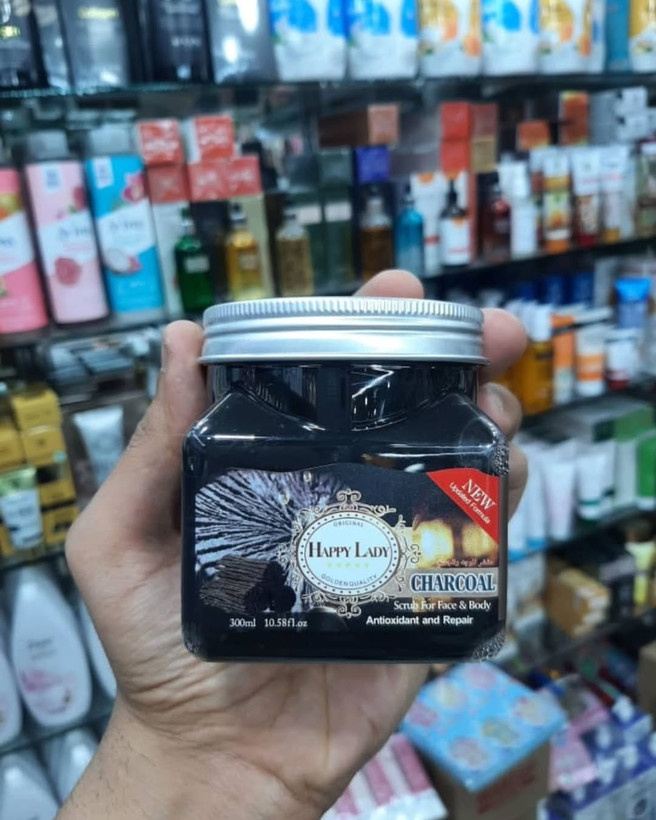 NEW
Updated Formula
ORIGINAL
HAPPY LADY
GOLDEN QUALITY
CHARCOAL
Scrub For Face & Body
300ml 10.58fl.oz
Antioxidant and Repair